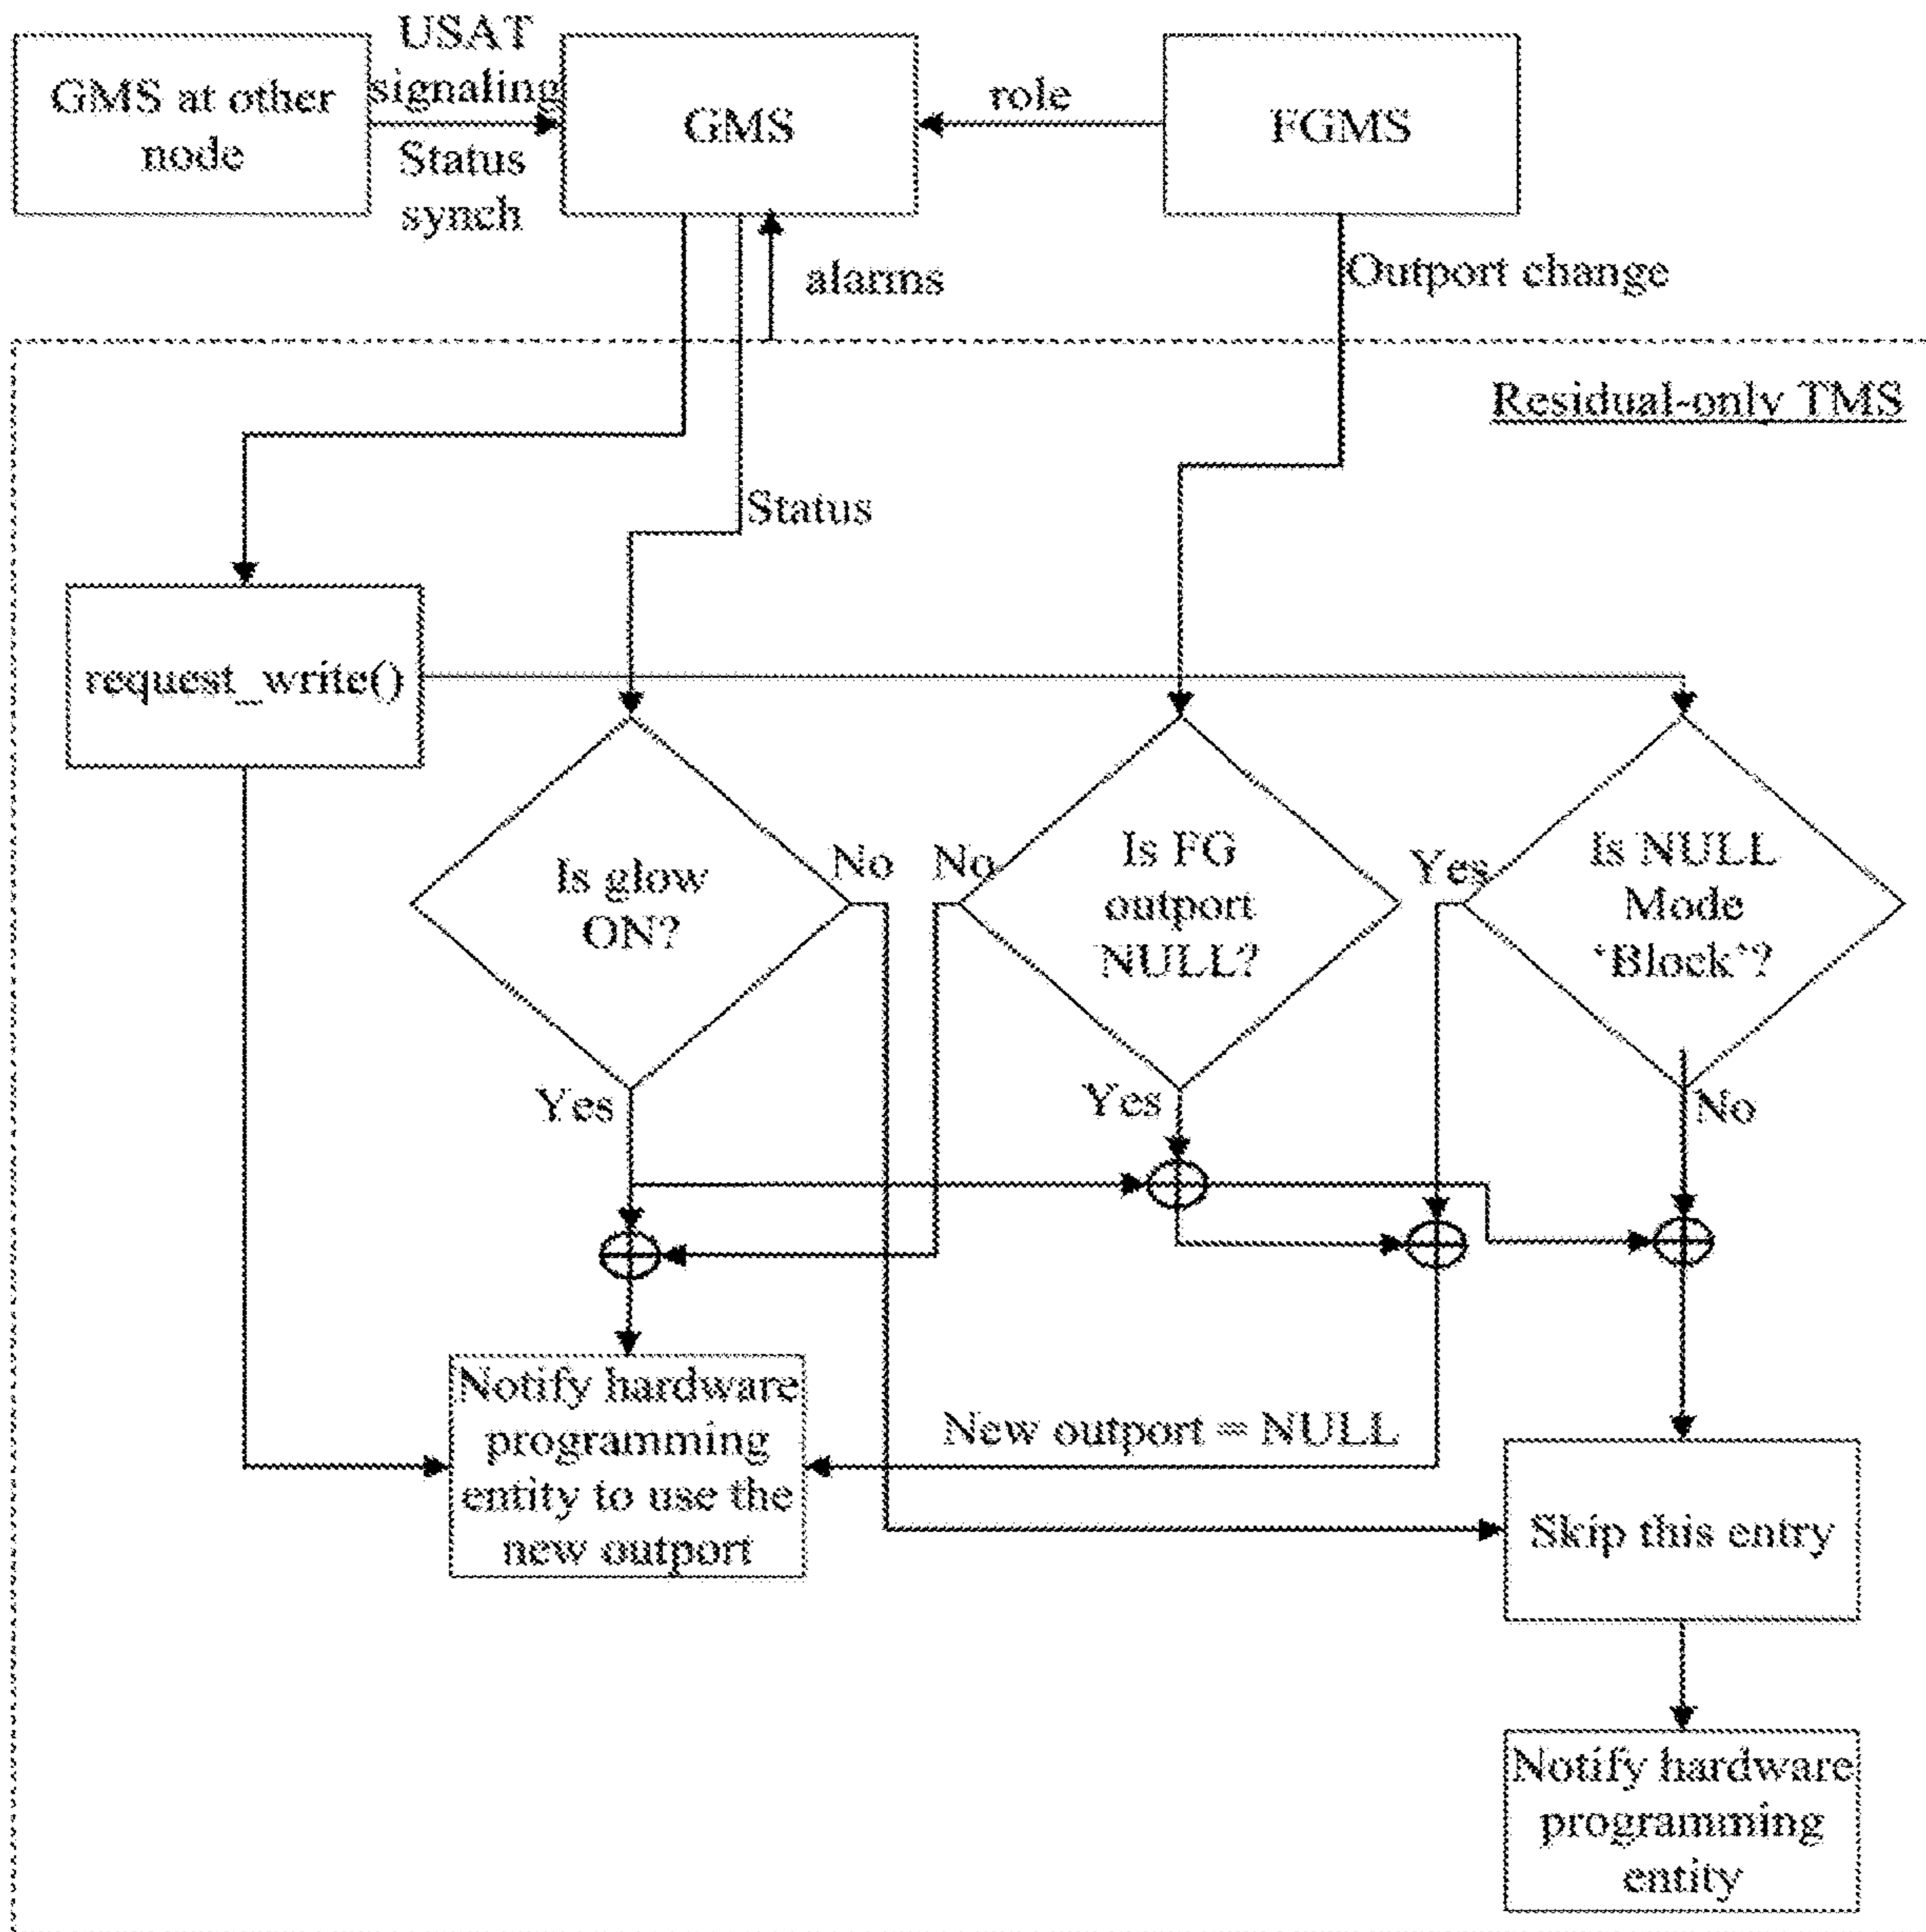 USAT
signaling
Status
synch
GMS at other
node
GMS
role
FGMS
alarms
Outport change
Residual-only TMS
Status
request_write()
Is glow
ON?
No
No
Is FG
outport
NULL?
Yes
Is NULL
Mode
‘Block’?
Yes
Yes
No
Notify hardware
programming
entity to use the
new outport
New outport = NULL
Skip this entry
Notify hardware
programming
entity